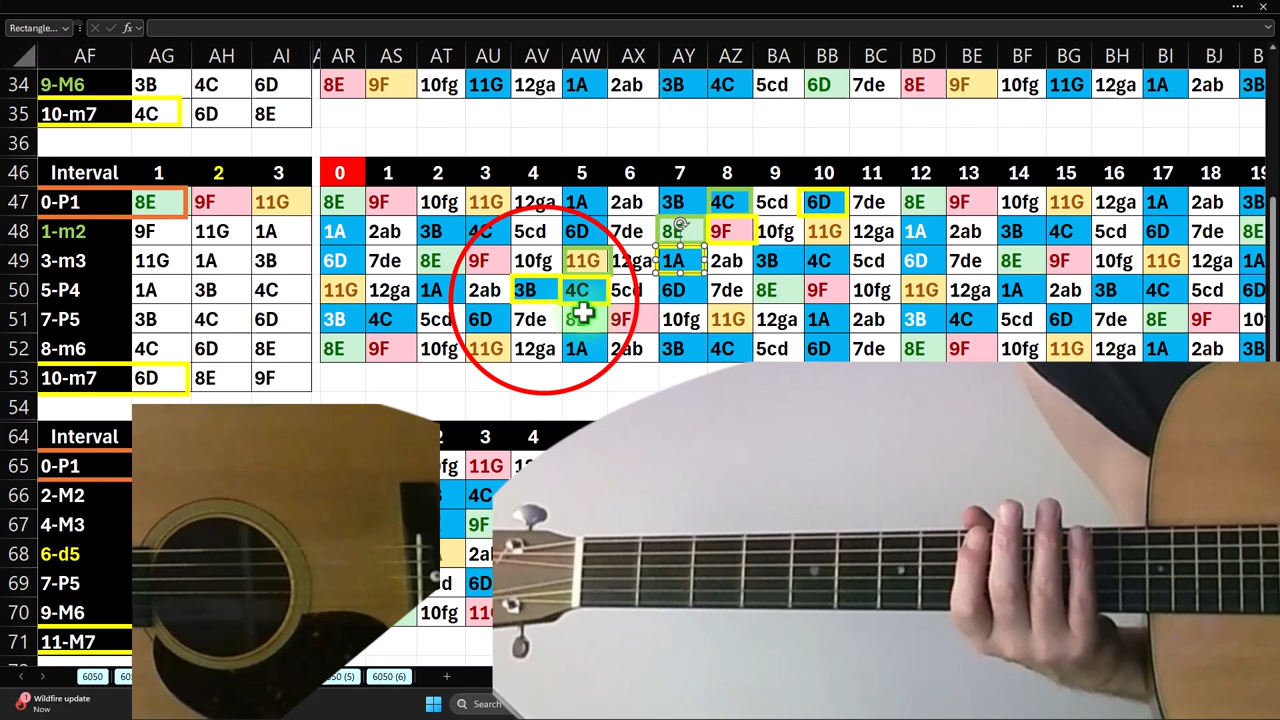 Rectangle...
fx
AF AG AH AI AR AS AT AU AV AW AX AY AZ BA BB BC BD BE BF BG BH BI BJ
34 9-M6 3B 4C 6D 8E 9F 10fg 11G 12ga 1A 2ab 3B 4C 5cd 6D 7de 8E 9F 10fg 11G 12ga 1A 2ab 3B
35 10-m7 4C 6D 8E
36
46 Interval 1 2 3 0 1 2 3 4 5 6 7 8 9 10 11 12 13 14 15 16 17 18
47 0-P1 8E 9F 11G 8E 9F 10fg 11G 12ga 1A 2ab 3B 4C 5cd 6D 7de 8E 9F 10fg 11G 12ga 1A 2ab 3B
48 1-m2 9F 11G 1A 1A 2ab 3B 4C 5cd 6D 7de 8E 9F 10fg 11G 12ga 1A 2ab 3B 4C 5cd 6D 7de 8E
49 3-m3 11G 1A 3B 6D 7de 8E 9F 10fg 11G 12ga 1A 2ab 3B 4C 5cd 6D 7de 8E 9F 10fg 11G 12ga 1A
50 5-P4 1A 3B 4C 11G 12ga 1A 2ab 3B 4C 5cd 6D 7de 8E 9F 10fg 11G 12ga 1A 2ab 3B 4C 5cd 6D
51 7-P5 3B 4C 6D 3B 4C 5cd 6D 7de 9F 10fg 11G 12ga 1A 2ab 3B 4C 5cd 6D 7de 8E 9F 10
52 8-m6 4C 6D 8E 8E 9F 10fg 11G 12ga 1A 2ab 3B 4C 5cd 6D 7de 8E 9F 10fg 11G 12ga 1A 2ab 3B
53 10-m7 6D 8E 9F
54
64 Interval 3 4
65 0-P1 fg 11G
66 2-M2 4C
67 4-M3 9F
68 6-d5
69 7-P5 6D
70 9-M6 10fg
71 11-M7
6050 (5) 6050 (6) +
Wildfire update
Now
Search